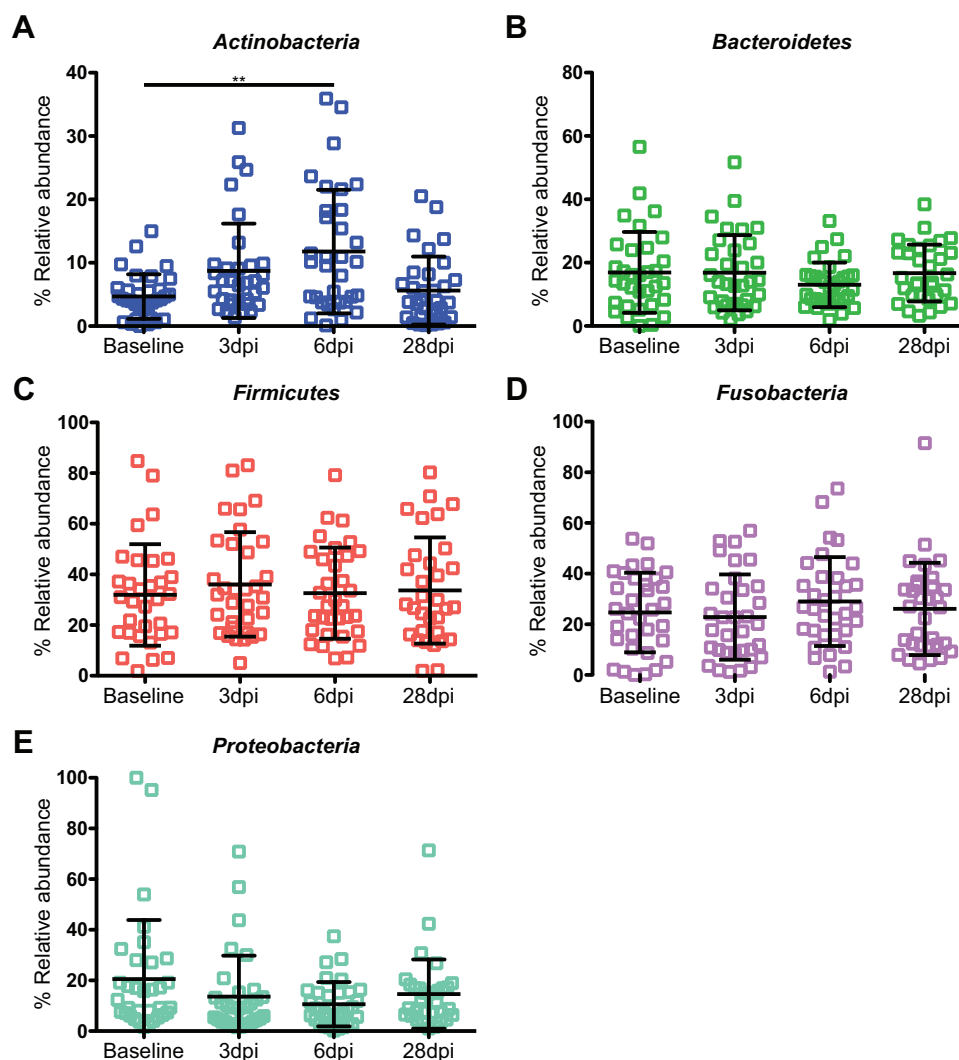 A
Actinobacteria
% Relative abundance
40
30
20
10
0
**
Baseline 3dpi 6dpi 28dpi
B
Bacteroidetes
% Relative abundance
80
60
40
20
0
Baseline 3dpi 6dpi 28dpi
C
Firmicutes
% Relative abundance
100
80
60
40
20
0
Baseline 3dpi 6dpi 28dpi
D
Fusobacteria
% Relative abundance
100
80
60
40
20
0
Baseline 3dpi 6dpi 28dpi
E
Proteobacteria
% Relative abundance
100
80
60
40
20
0
Baseline 3dpi 6dpi 28dpi